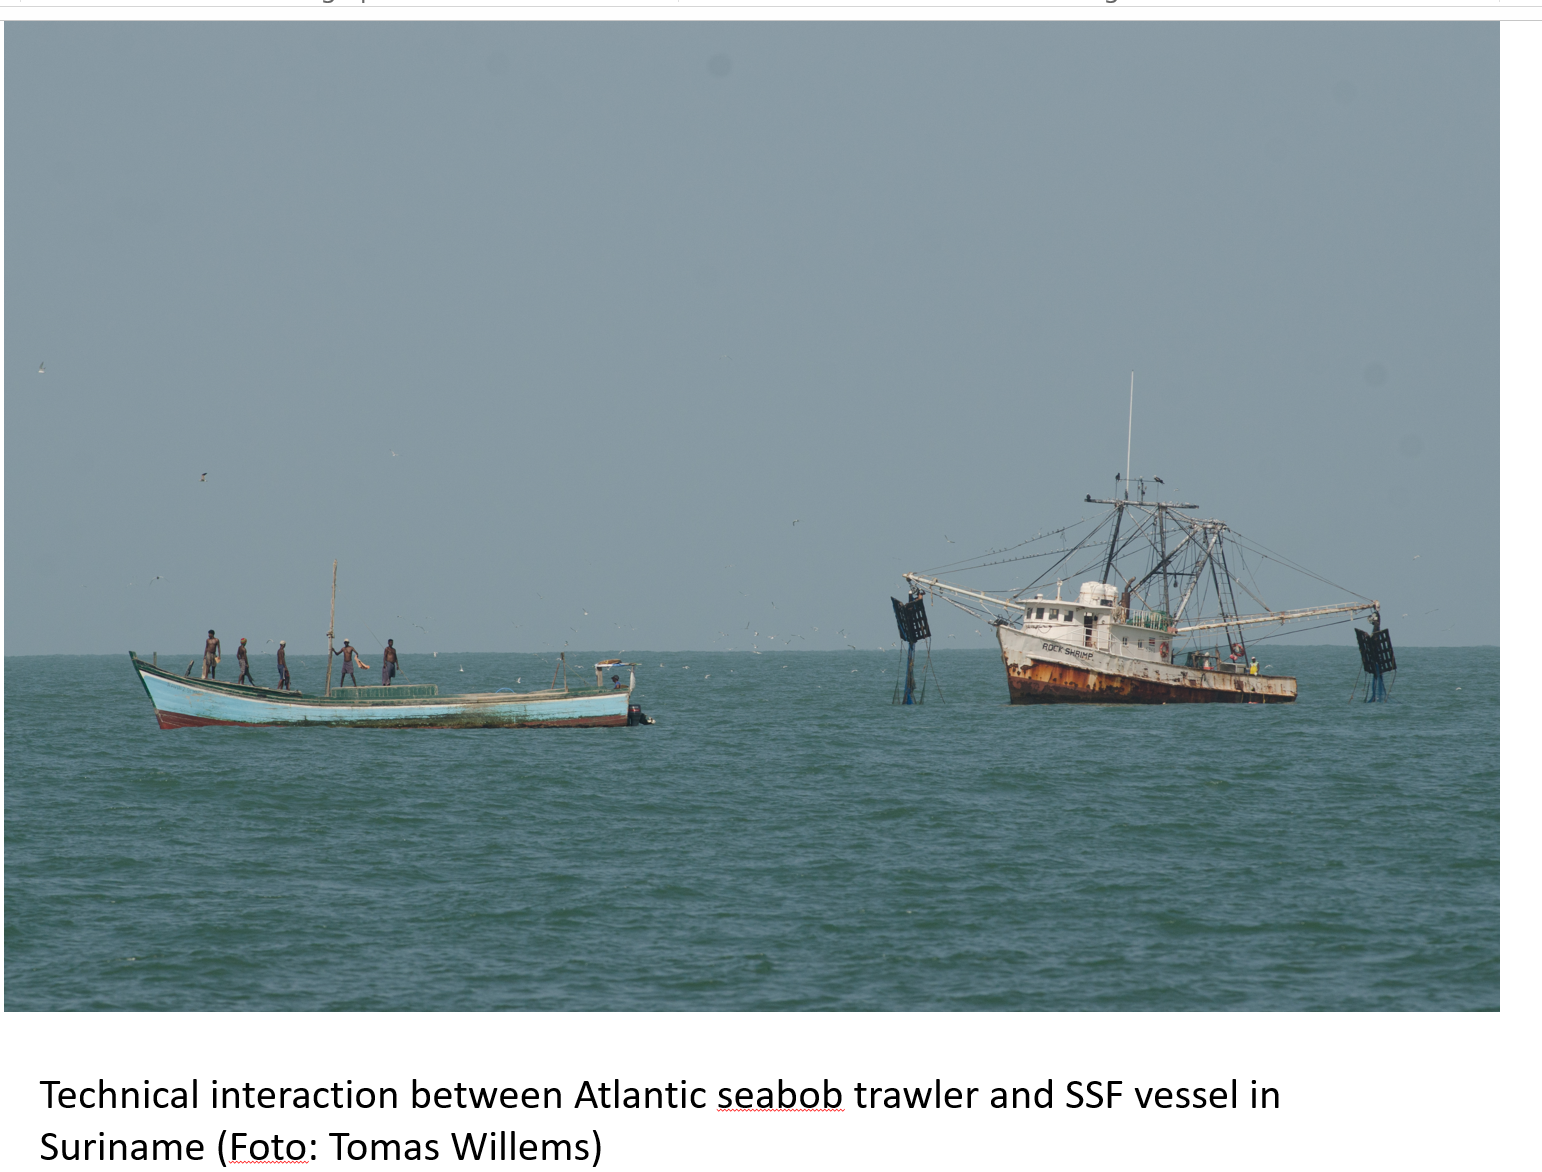 ROCK SHRIMP
Technical interaction between Atlantic seabob trawler and SSF vessel in
Suriname (Foto: Tomas Willems)